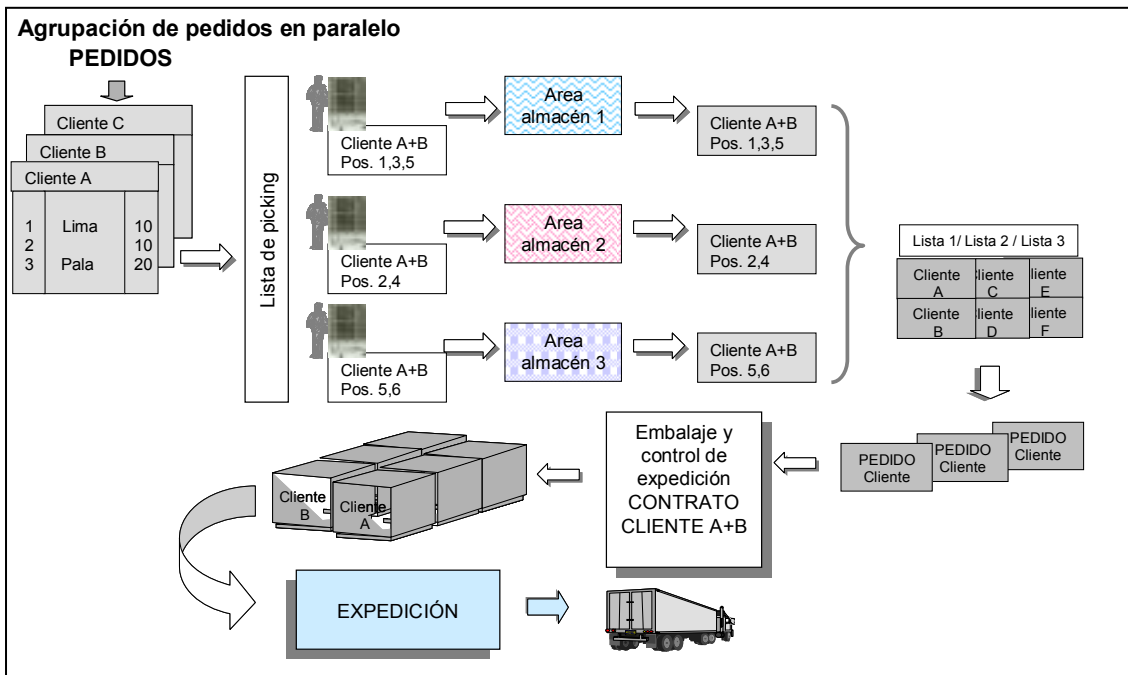 Agrupación de pedidos en paralelo
PEDIDOS
Cliente C
Cliente B
Cliente A
1 Lima 10
2 10
3 Pala 20
Lista de picking
Cliente A+B
Pos. 1,3,5
Area
almacén 1
Cliente A+B
Pos. 1,3,5
Cliente A+B
Pos. 2,4
Area
almacén 2
Cliente A+B
Pos. 2,4
Cliente A+B
Pos. 5,6
Area
almacén 3
Cliente A+B
Pos. 5,6
Lista 1/ Lista 2 / Lista 3
Cliente
A
Cliente
C
liente
E
Cliente
B
liente
D
liente
F
PEDIDO
Cliente
PEDIDO
Cliente
PEDIDO
Cliente
Embalaje y
control de
expedición
CONTRATO
CLIENTE A+B
Cliente
B
Cliente
A
EXPEDICIÓN